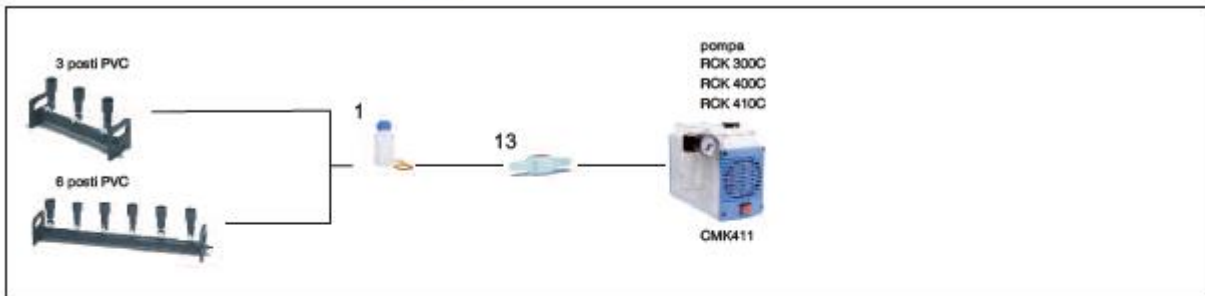 3 posti PVC
6 posti PVC
1
13
pompa
RCK 300C
RCK 400C
RCK 410C
CMK411